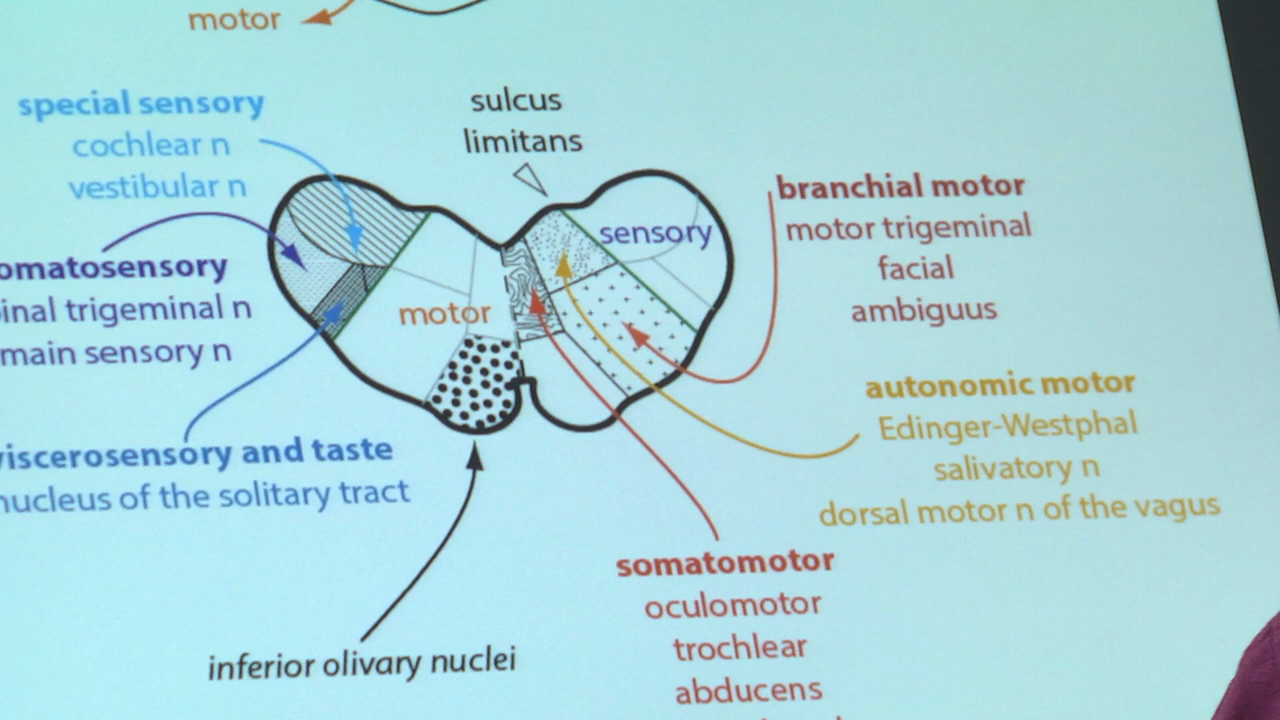 motor
special sensory
cochlear n
vestibular n
sulcus
limitans
omatosensory
inal trigeminal n
main sensory n
sensory
motor
branchial motor
motor trigeminal
facial
ambiguus
autonomic motor
Edinger-Westphal
salivatory n
dorsal motor n of the vagus
viscerosensory and taste
nucleus of the solitary tract
somatomotor
oculomotor
trochlear
abducens
inferior olivary nuclei